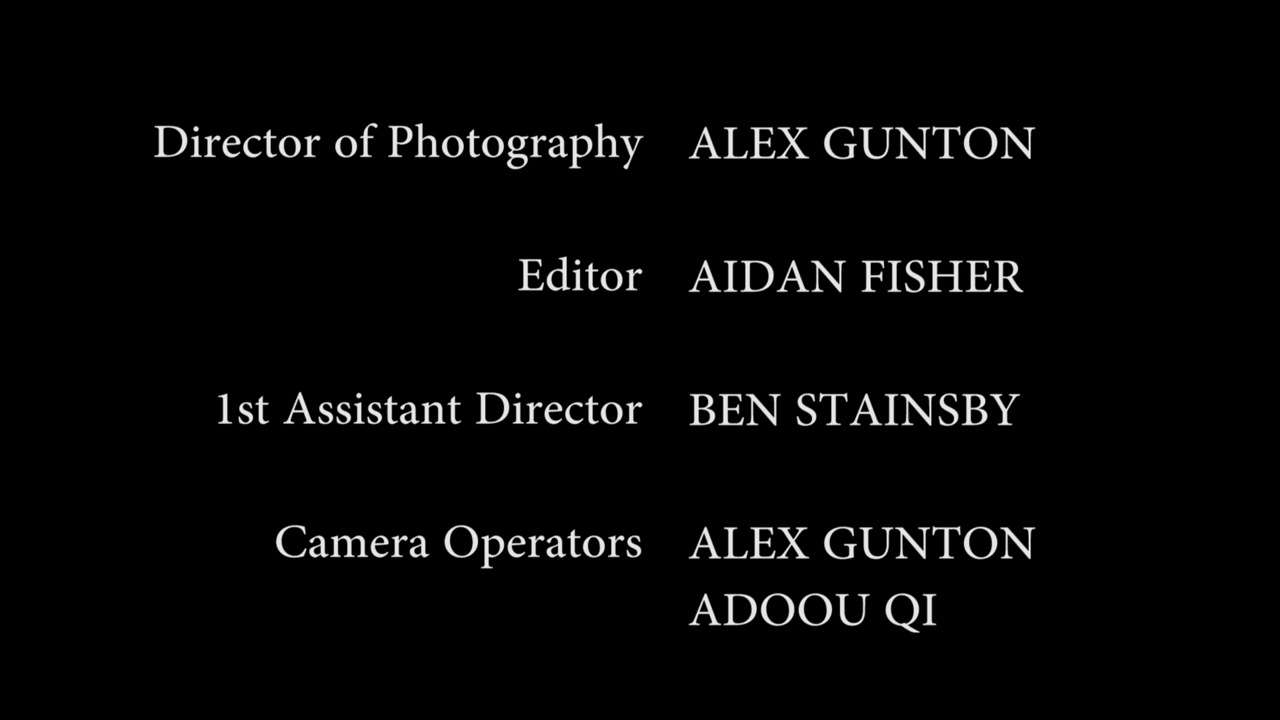 Director of Photography ALEX GUNTON
Editor AIDAN FISHER
1st Assistant Director BEN STAINSBY
Camera Operators ALEX GUNTON
ADOOU QI